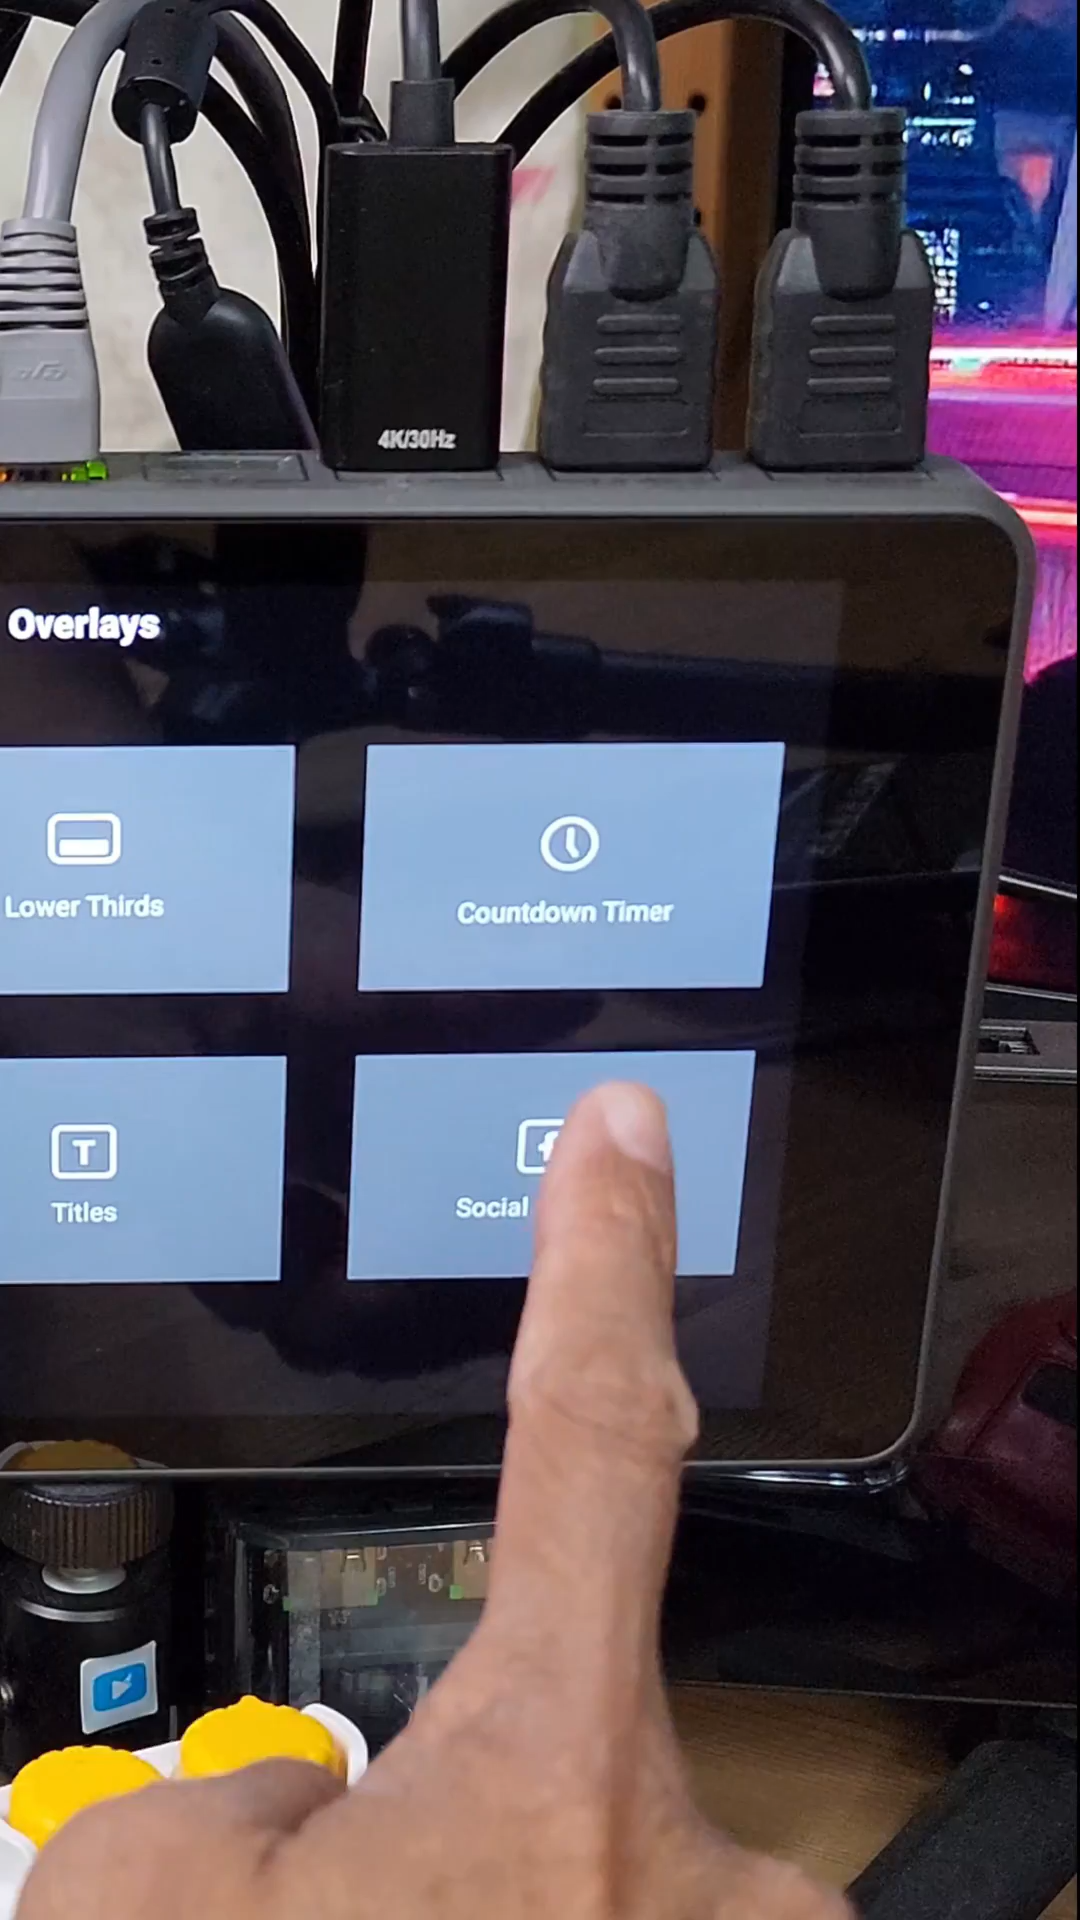 4K/30Hz
Overlays
Lower Thirds
Countdown Timer
T
Titles
f
Social